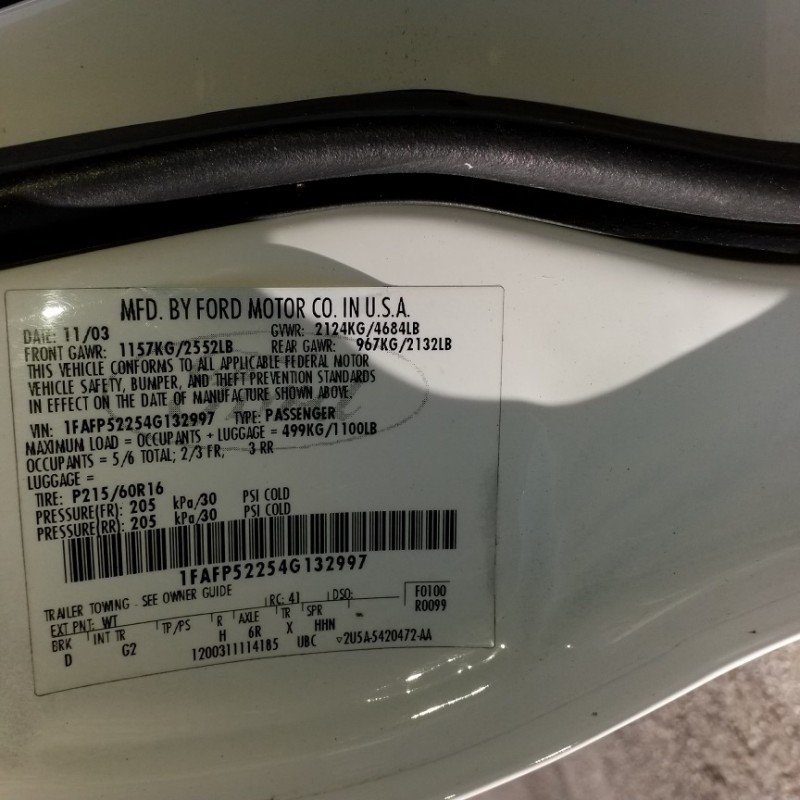 MFD. BY FORD MOTOR CO. IN U.S.A.
DATE: 11/03 GVWR: 2124KG/4684LB
FRONT GAWR: 1157KG/2552LB REAR GAWR: 967KG/2132LB
THIS VEHICLE CONFORMS TO ALL APPLICABLE FEDERAL MOTOR
VEHICLE SAFETY, BUMPER, AND THEFT PREVENTION STANDARDS
IN EFFECT ON THE DATE OF MANUFACTURE SHOWN ABOVE.
VIN: 1FAFP52254G132997 TYPE: PASSENGER
MAXIMUM LOAD = OCCUPANTS + LUGGAGE = 499KG/1100LB
OCCUPANTS = 5/6 TOTAL; 2/3 FR, 3 RR
LUGGAGE =
TIRE: P215/60R16
PRESSURE(FR): 205 kPa/30 PSI COLD
PRESSURE(RR): 205 kPa/30 PSI COLD
1FAFP52254G132997
TRAILER TOWING - SEE OWNER GUIDE
EXT PNT: WT RC: 41 DSO: F0100
R0099
BRK INT TR TP/PS R AXLE TR SPR
D G2 H 6R X HHN -
1200311114185 UBC ▽2U5A-5420472-AA